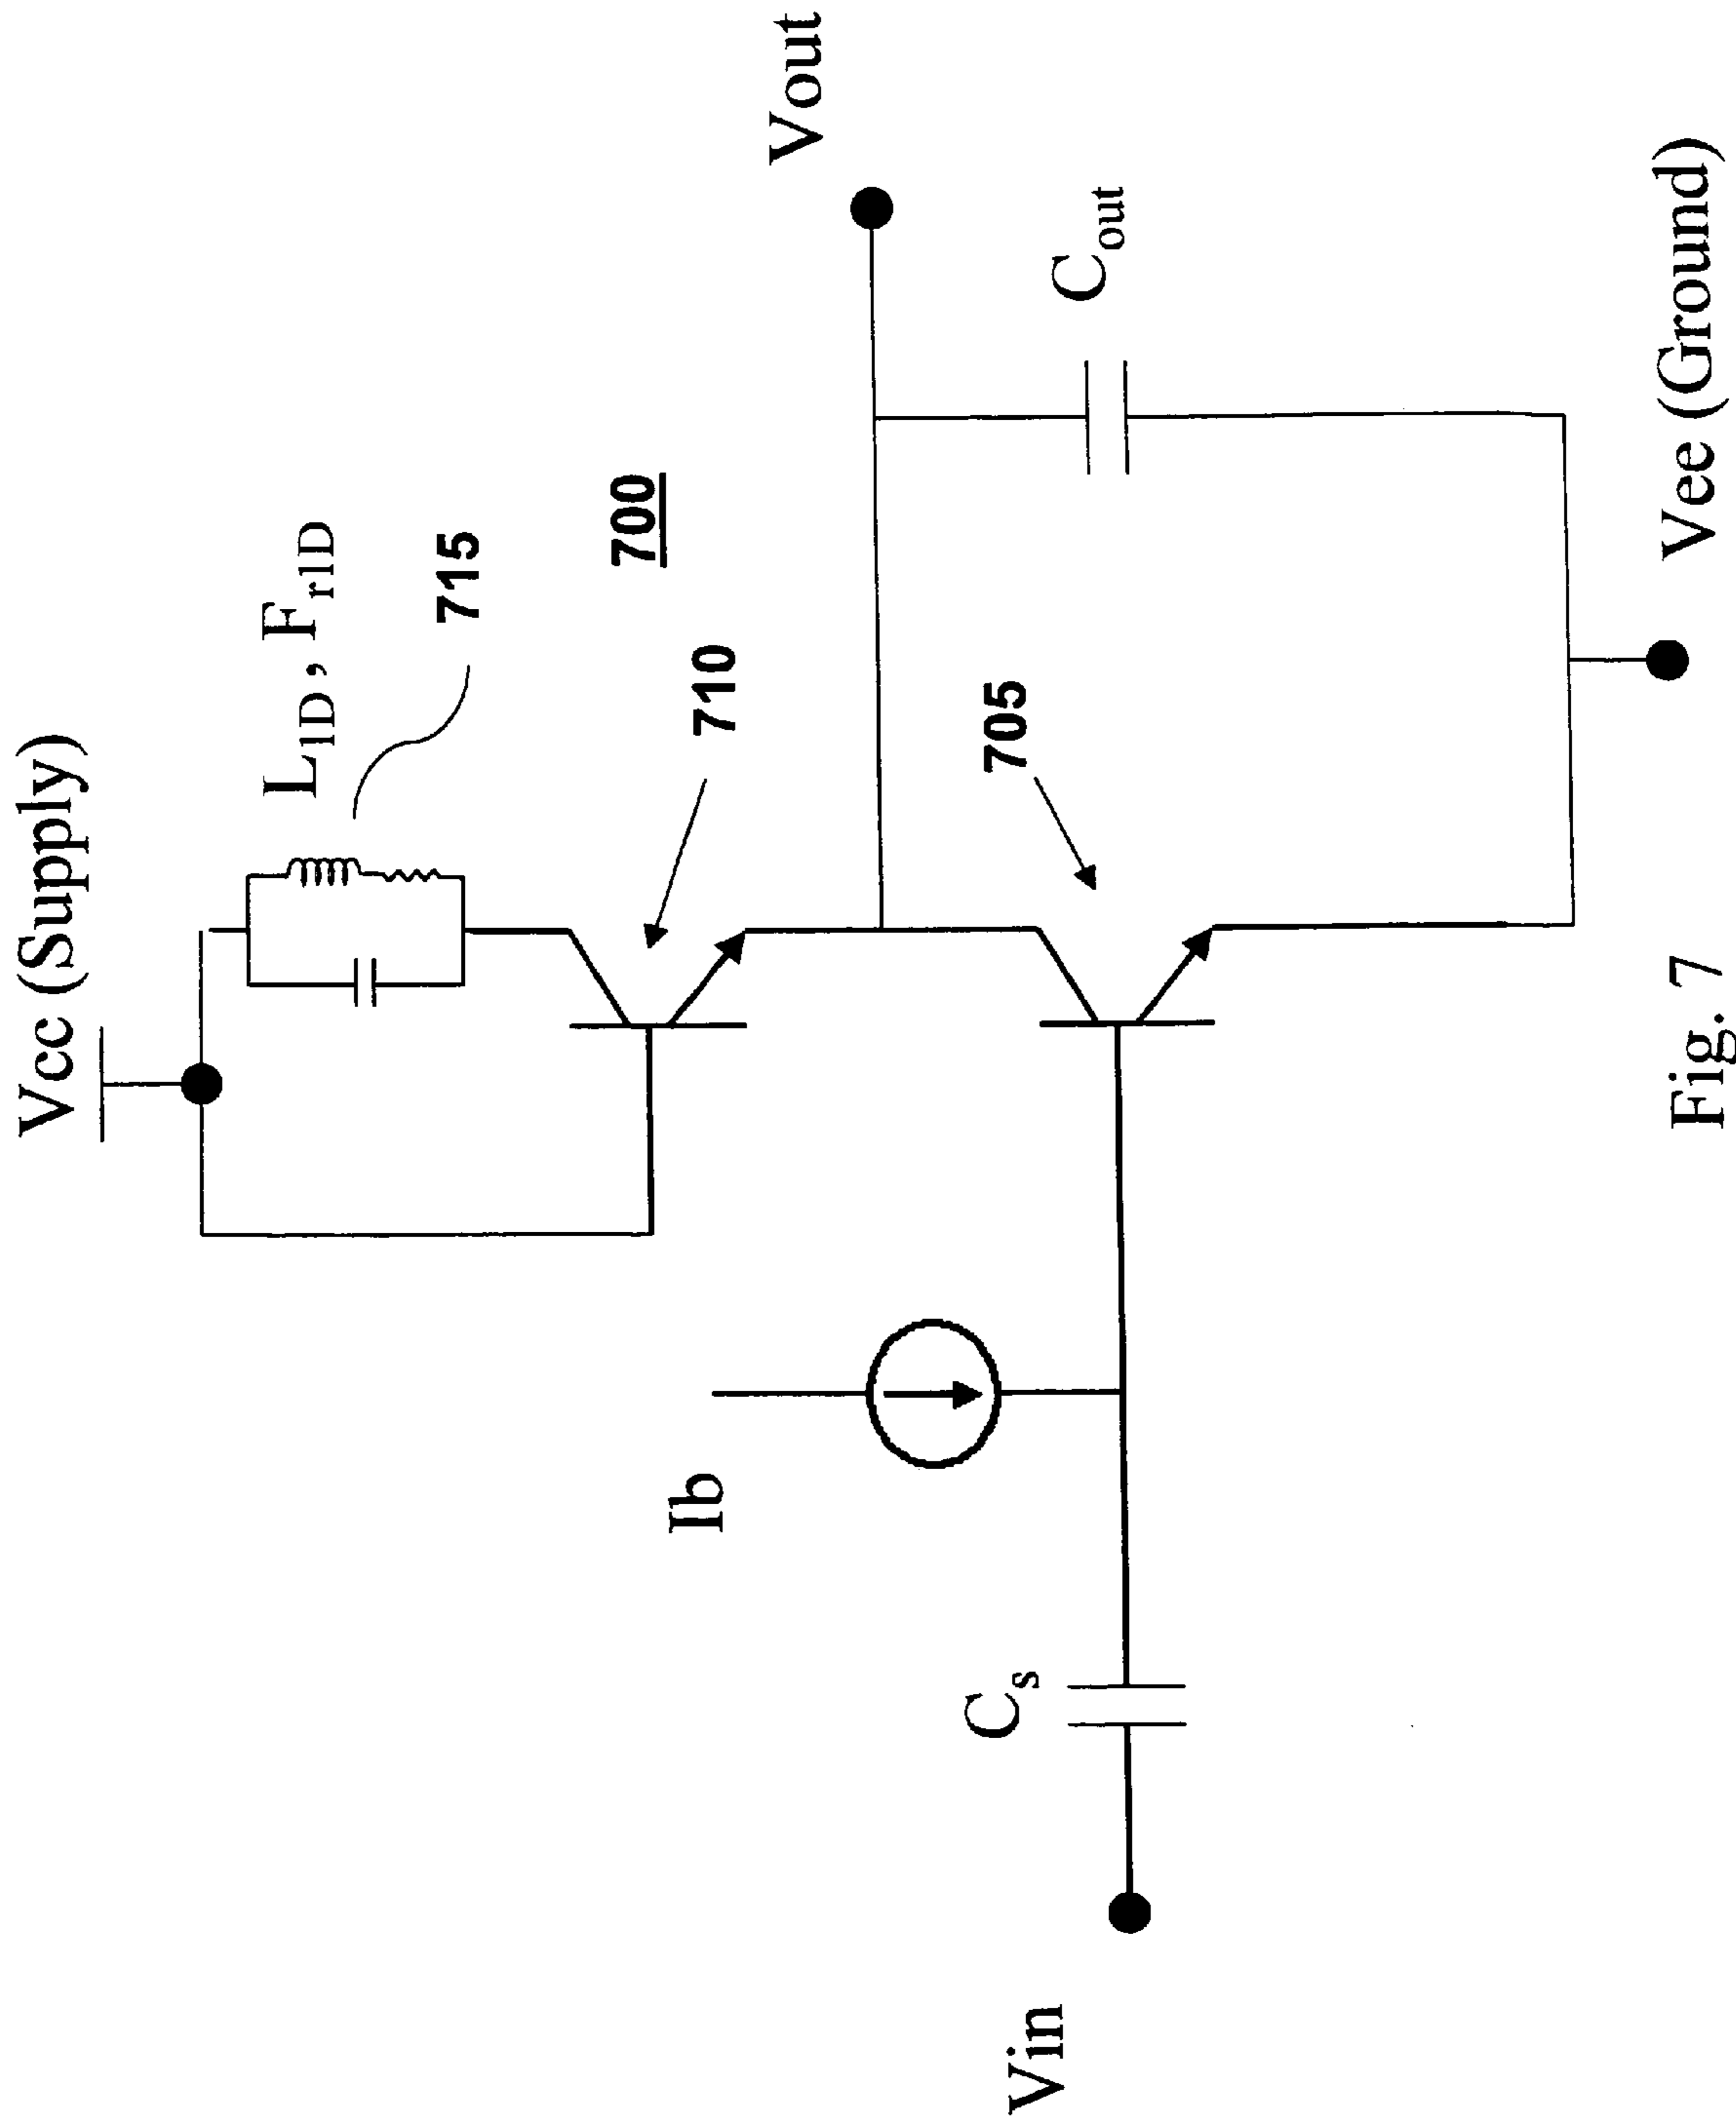 Vcc (Supply)
L1D, Fr1D
715
700
710
Vout
Ib
705
Cs
Cout
Vin
Vee (Ground)
Fig. 7